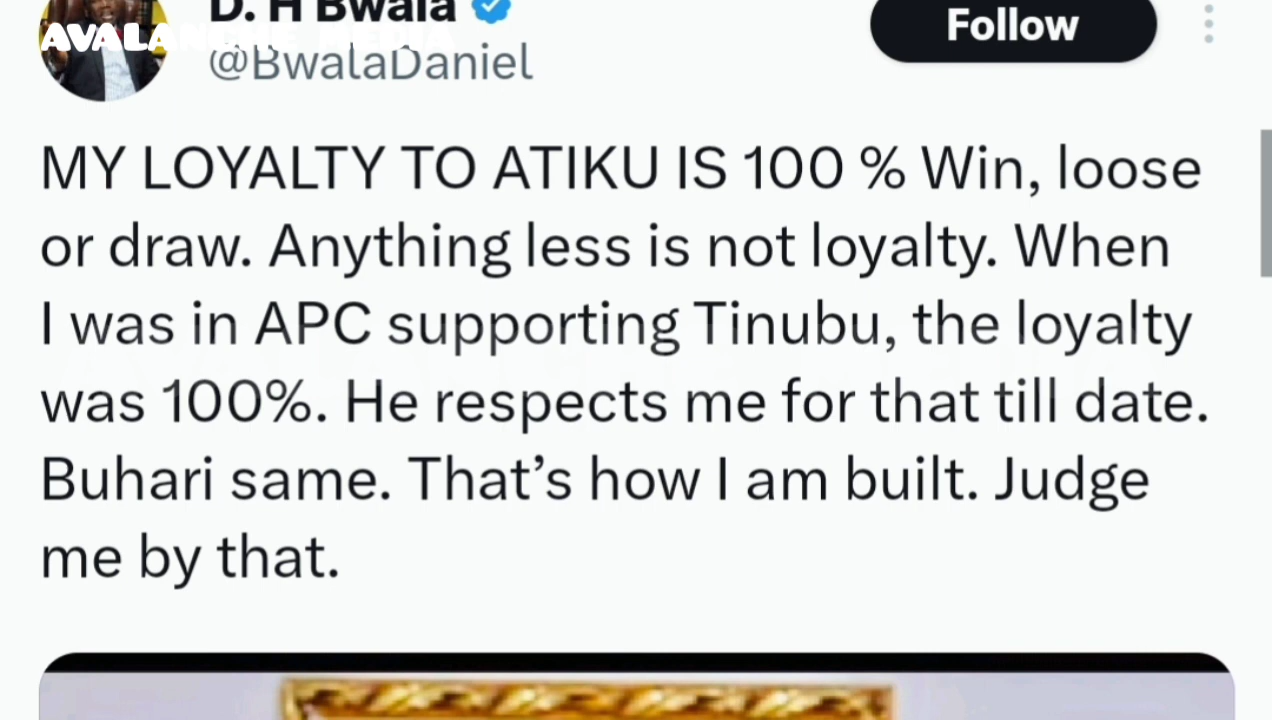 D. H Bwala
AVALANCHE MEDIA
@BwalaDaniel
Follow
MY LOYALTY TO ATIKU IS 100 % Win, loose
or draw. Anything less is not loyalty. When
I was in APC supporting Tinubu, the loyalty
was 100%. He respects me for that till date.
Buhari same. That’s how I am built. Judge
me by that.